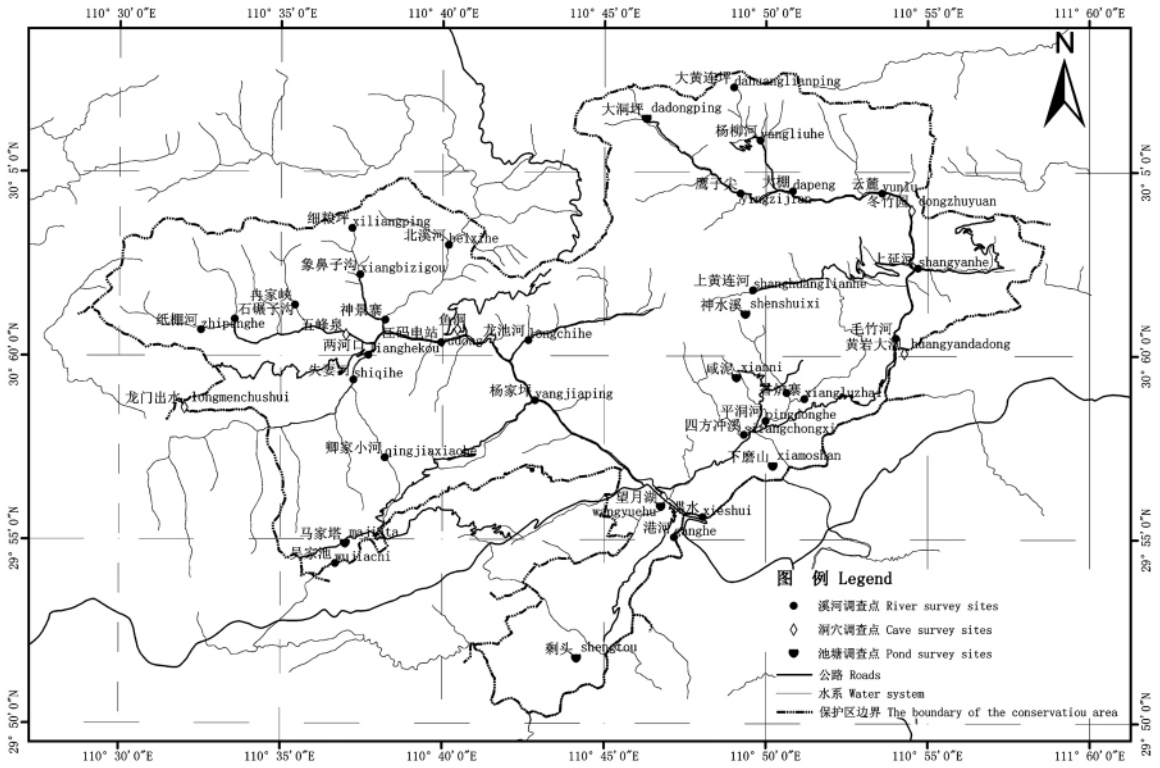 110° 30′ 0″E 110° 35′ 0″E 110° 40′ 0″E 110° 45′ 0″E 110° 50′ 0″E 110° 55′ 0″E 111° 60′ 0″E
N
大黄连坪 dahuanglianping
大洞坪 dadongping
杨柳河 yangliuhe
30° 5′ 0″N 30° 5′ 0″N
鹰子尖 yingzijian
大棚 dapeng
云麓 yunlu
冬竹园 dongzhuyuan
细粮坪 xiliangping
北溪河 beixihe
象鼻子沟 xiangbizigou
上延河 shangyanhe
上黄连河 shanghuanglianhe
神水溪 shenshuixi
冉家峡
石碾子沟
纸棚河 zhipenghe
神景寨
五峰泉
江码电站
鱼洞 yudong
龙池河 longchihe
毛竹河
黄岩大洞 huangyandadong
两河口 lianghekou
30° 60′ 0″N 30° 60′ 0″N
shiqihe
咸泥 xianni
xiangluzhai
龙门出水 longmenchushui
杨家坪 yangjiaping
平洞河 pingdonghe
四方冲溪 sifangchongxi
卿家小河 qingjiaxiaohe
下磨山 xiamoshan
望月湖 wangyuehu
泄水 xieshui
港河 ganghe
马家塔 majiata
吴家池 wujiachi
29° 55′ 0″N 29° 55′ 0″N
剩头 shengtou
图 例 Legend
溪河调查点 River survey sites
洞穴调查点 Cave survey sites
池塘调查点 Pond survey sites
公路 Roads
水系 Water system
保护区边界 The boundary of the conservatiou area
29° 50′ 0″N 29° 50′ 0″N
110° 30′ 0″E 110° 35′ 0″E 110° 40′ 0″E 110° 45′ 0″E 110° 50′ 0″E 110° 55′ 0″E 111° 60′ 0″E